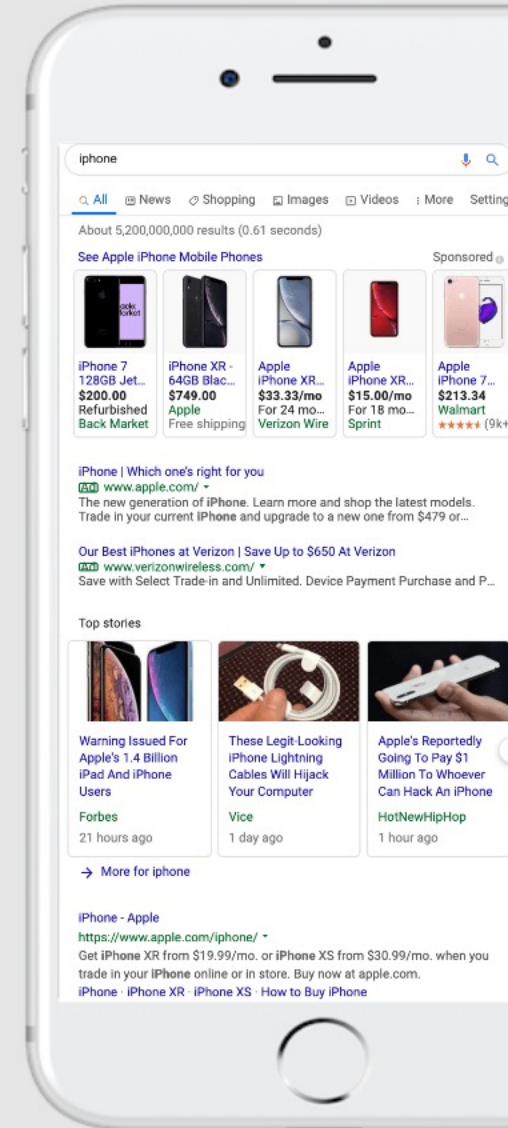 iphone
All News Shopping Images Videos More Setting
About 5,200,000,000 results (0.61 seconds)
See Apple iPhone Mobile Phones Sponsored
iPhone 7
128GB Jet...
$200.00
Refurbished
Back Market
iPhone XR -
64GB Blac...
$749.00
Apple
Free shipping
Apple
iPhone XR...
$33.33/mo
For 24 mo...
Verizon Wire
Apple
iPhone XR...
$15.00/mo
For 18 mo...
Sprint
Apple
iPhone 7...
$213.34
Walmart
(9k+
iPhone | Which one's right for you
Ad www.apple.com/
The new generation of iPhone. Learn more and shop the latest models.
Trade in your current iPhone and upgrade to a new one from $479 or...
Our Best iPhones at Verizon | Save Up to $650 At Verizon
Ad www.verizonwireless.com/
Save with Select Trade-in and Unlimited. Device Payment Purchase and P...
Top stories
Warning Issued For
Apple's 1.4 Billion
iPad And iPhone
Users
Forbes
21 hours ago
These Legit-Looking
iPhone Lightning
Cables Will Hijack
Your Computer
Vice
1 day ago
Apple's Reportedly
Going To Pay $1
Million To Whoever
Can Hack An iPhone
HotNewHipHop
1 hour ago
→ More for iphone
iPhone - Apple
https://www.apple.com/iphone/
Get iPhone XR from $19.99/mo. or iPhone XS from $30.99/mo. when you
trade in your iPhone online or in store. Buy now at apple.com.
iPhone · iPhone XR · iPhone XS · How to Buy iPhone